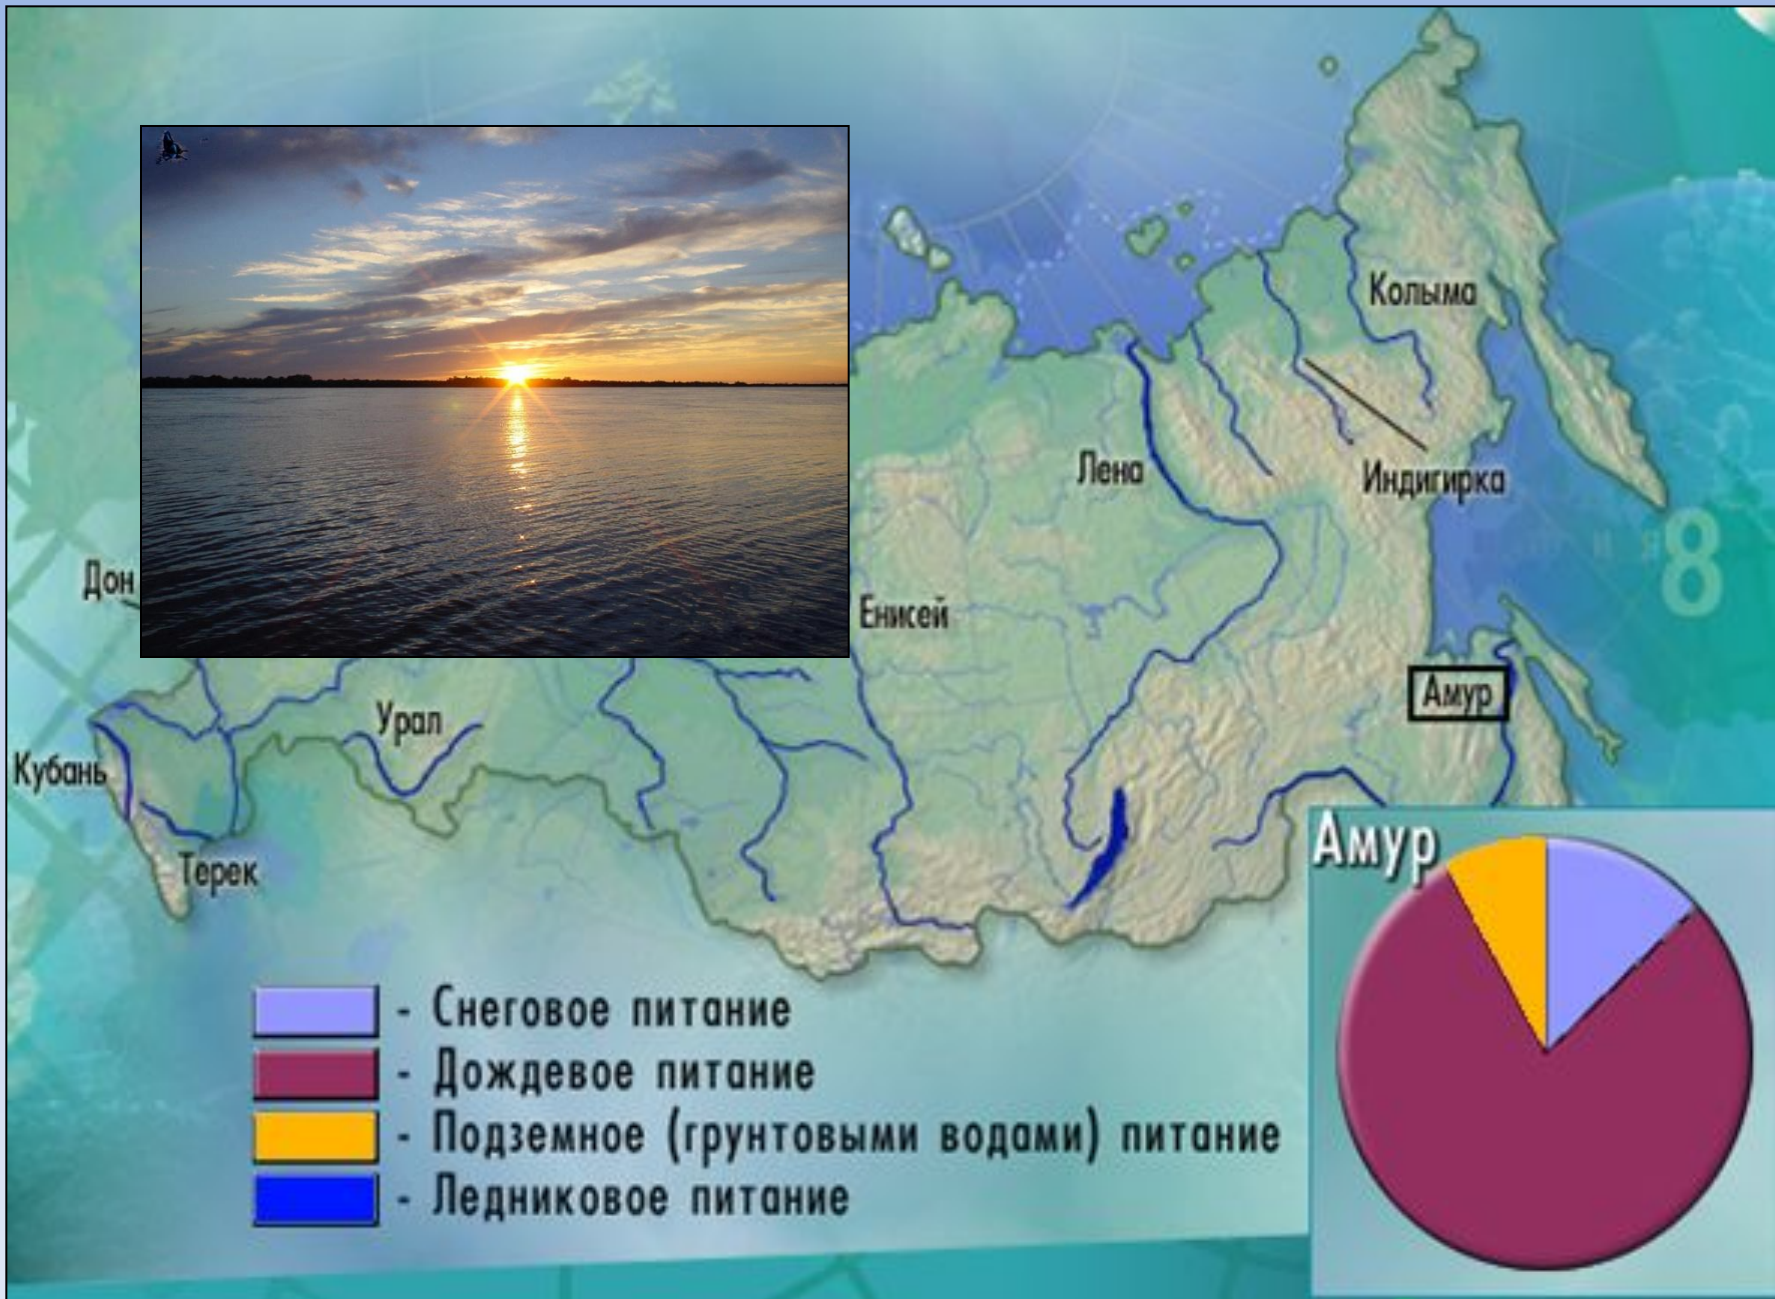 Колыма
Лена
Индигирка
Дон
Енисей
8
Амур
Урал
Кубань
Терек
Амур
- Снеговое питание
- Дождевое питание
- Подземное (грунтовыми водами) питание
- Ледниковое питание